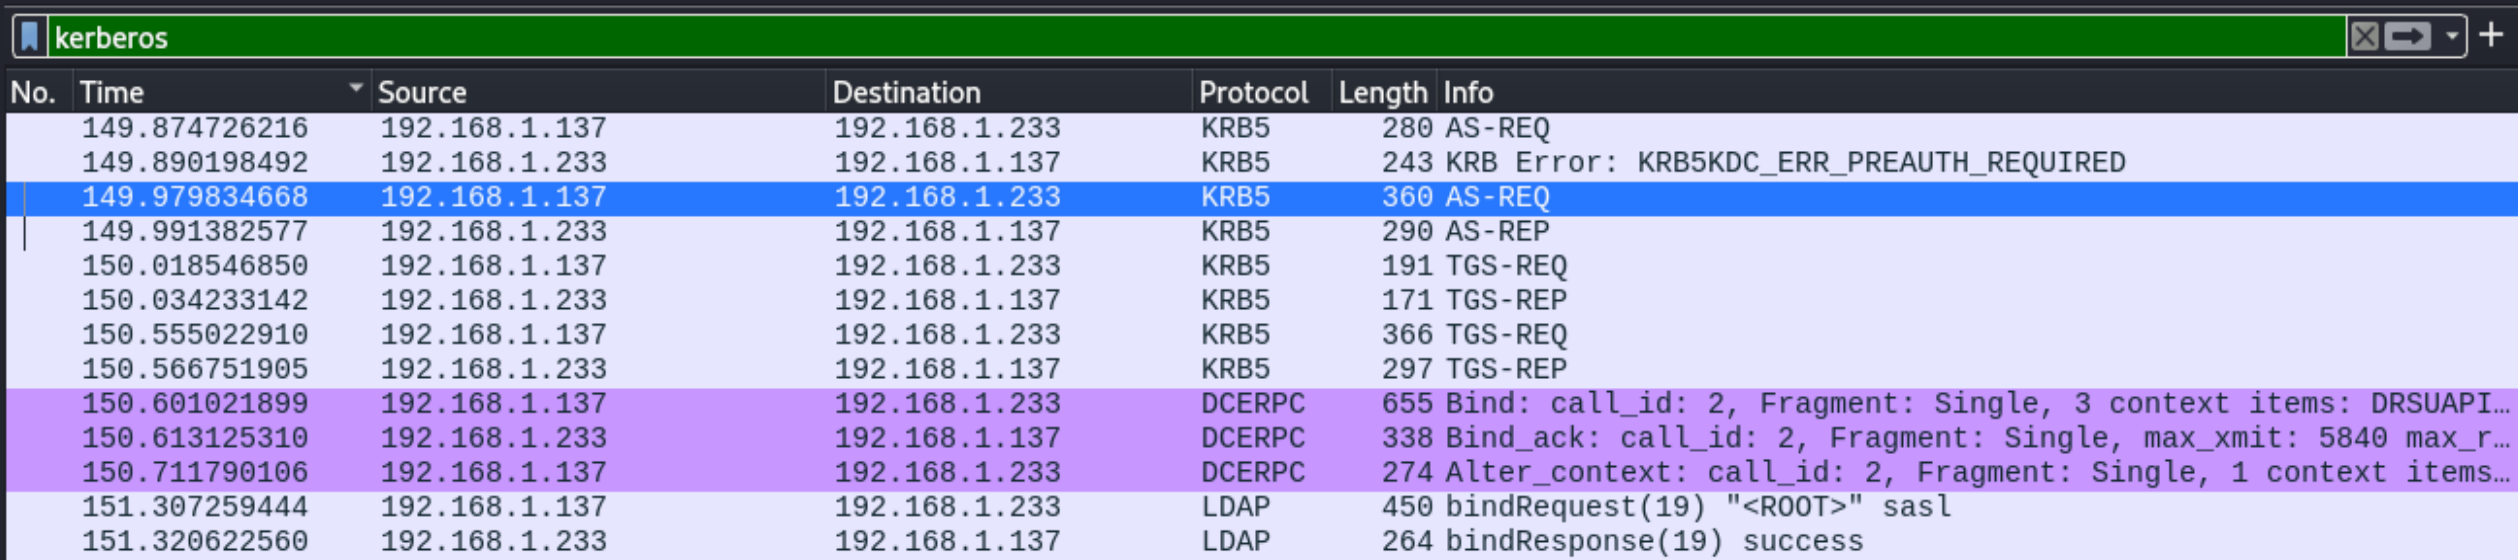 kerberos
No. Time Source Destination Protocol Length Info
149.874726216 192.168.1.137 192.168.1.233 KRB5 280 AS-REQ
149.890198492 192.168.1.233 192.168.1.137 KRB5 243 KRB Error: KRB5KDC_ERR_PREAUTH_REQUIRED
149.979834668 192.168.1.137 192.168.1.233 KRB5 360 AS-REQ
149.991382577 192.168.1.233 192.168.1.137 KRB5 290 AS-REP
150.018546850 192.168.1.137 192.168.1.233 KRB5 191 TGS-REQ
150.034233142 192.168.1.233 192.168.1.137 KRB5 171 TGS-REP
150.555022910 192.168.1.137 192.168.1.233 KRB5 366 TGS-REQ
150.566751905 192.168.1.233 192.168.1.137 KRB5 297 TGS-REP
150.601021899 192.168.1.137 192.168.1.233 DCERPC 655 Bind: call_id: 2, Fragment: Single, 3 context items: DRSUAPI…
150.613125310 192.168.1.233 192.168.1.137 DCERPC 338 Bind_ack: call_id: 2, Fragment: Single, max_xmit: 5840 max_r…
150.711790106 192.168.1.137 192.168.1.233 DCERPC 274 Alter_context: call_id: 2, Fragment: Single, 1 context items…
151.307259444 192.168.1.137 192.168.1.233 LDAP 450 bindRequest(19) "<ROOT>" sasl
151.320622560 192.168.1.233 192.168.1.137 LDAP 264 bindResponse(19) success